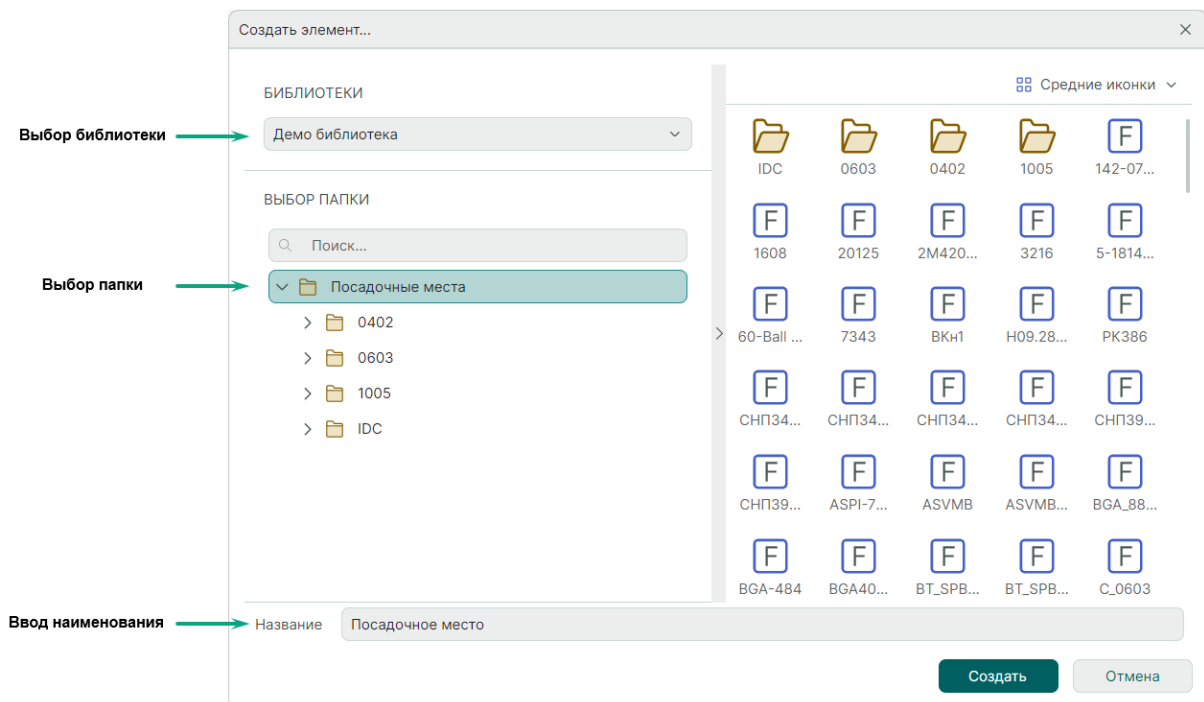 Создать элемент...
БИБЛИОТЕКИ
Средние иконки
Выбор библиотеки
Демо библиотека
ВЫБОР ПАПКИ
Поиск...
Выбор папки
Посадочные места
0402
0603
1005
IDC
IDC 0603 0402 1005 142-07...
1608 20125 2М420... 3216 5-1814...
60-Ball ... 7343 ВКн1 Н09.28... РК386
СНП34... СНП34... СНП34... СНП34... СНП39...
СНП39... ASPI-7... ASVMB ASVMB... BGA_88...
BGA-484 BGA40... BT_SPB... BT_SPB... C_0603
Ввод наименования
Название Посадочное место
Создать Отмена